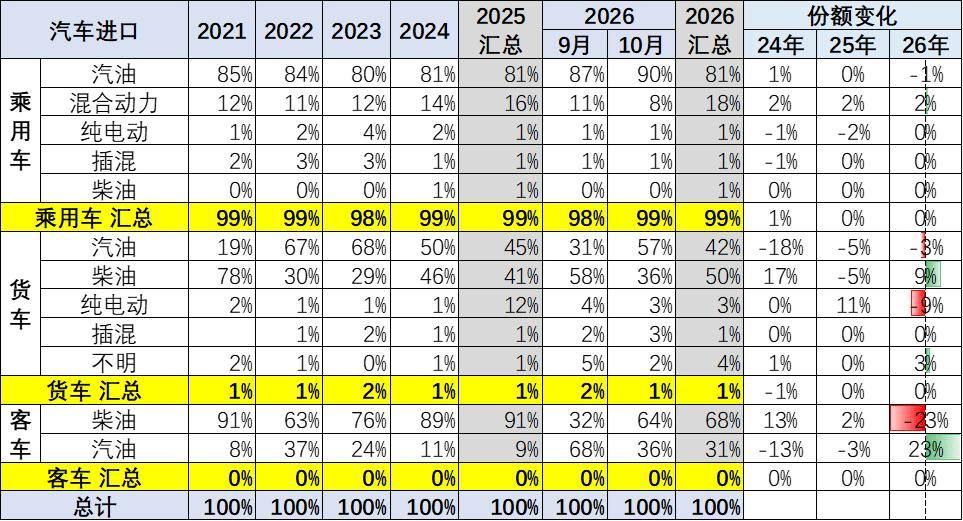 汽车进口 2021 2022 2023 2024 2025 汇总 2026 9月 10月 2026 汇总 份额变化 24年 25年 26年
乘用车
汽油 85% 84% 80% 81% 81% 87% 90% 81% 1% 0% -1%
混合动力 12% 11% 12% 14% 16% 11% 8% 18% 2% 2% 2%
纯电动 1% 2% 4% 2% 1% 1% 1% 1% -1% -2% 0%
插混 2% 3% 3% 1% 1% 1% 1% 1% -1% 0% 0%
柴油 0% 0% 0% 1% 1% 0% 0% 1% 0% 0% 0%
乘用车 汇总 99% 99% 98% 99% 99% 98% 99% 99% 1% 0% 0%
货车
汽油 19% 67% 68% 50% 45% 31% 57% 42% -18% -5% -3%
柴油 78% 30% 29% 46% 41% 58% 36% 50% 17% -5% 9%
纯电动 2% 1% 1% 1% 12% 4% 3% 3% 0% 11% -9%
插混 1% 2% 1% 1% 2% 3% 1% 0% 0% 0%
不明 2% 1% 0% 1% 1% 5% 2% 4% 1% 0% 3%
货车 汇总 1% 1% 2% 1% 1% 2% 1% 1% -1% 0% 0%
客车
柴油 91% 63% 76% 89% 91% 32% 64% 68% 13% 2% -23%
汽油 8% 37% 24% 11% 9% 68% 36% 31% -13% -3% 23%
客车 汇总 0% 0% 0% 0% 0% 0% 0% 0% 0% 0% 0%
总计 100% 100% 100% 100% 100% 100% 100% 100%